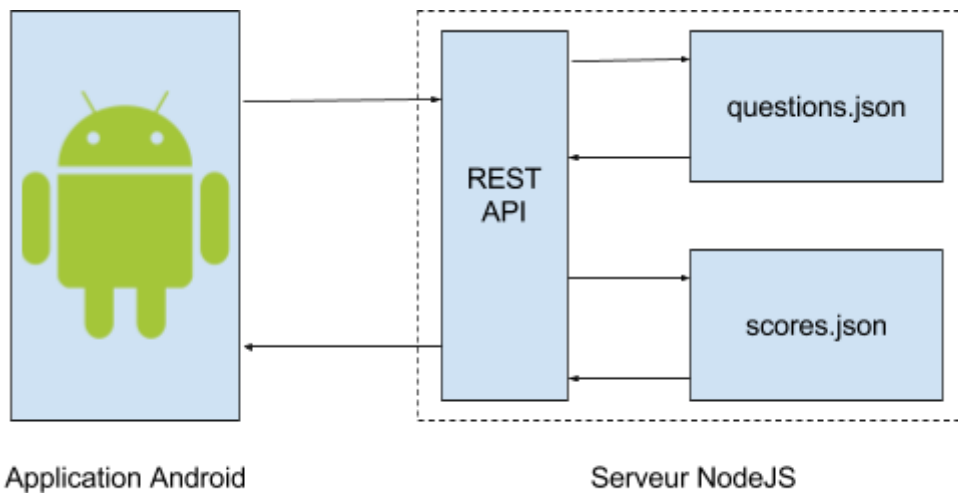 questions.json
REST
API
scores.json
Application Android
Serveur NodeJS